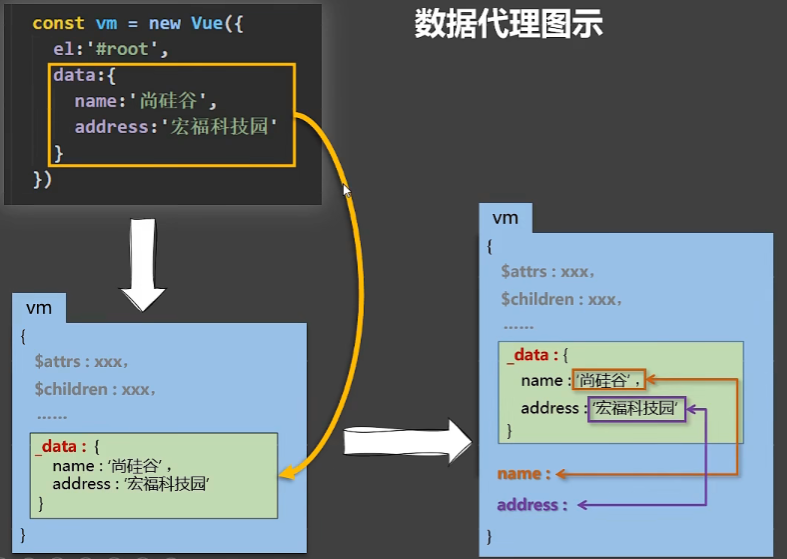 数据代理图示
const vm = new Vue({
el:'#root',
data:{
name:'尚硅谷',
address:'宏福科技园'
}
})
vm
{
$attrs : xxx,
$children : xxx,
……
_data : {
name : '尚硅谷' ,
address : '宏福科技园'
}
}
vm
{
$attrs : xxx,
$children : xxx,
……
_data : {
name : '尚硅谷' ,
address : '宏福科技园'
}
name :
address :
}